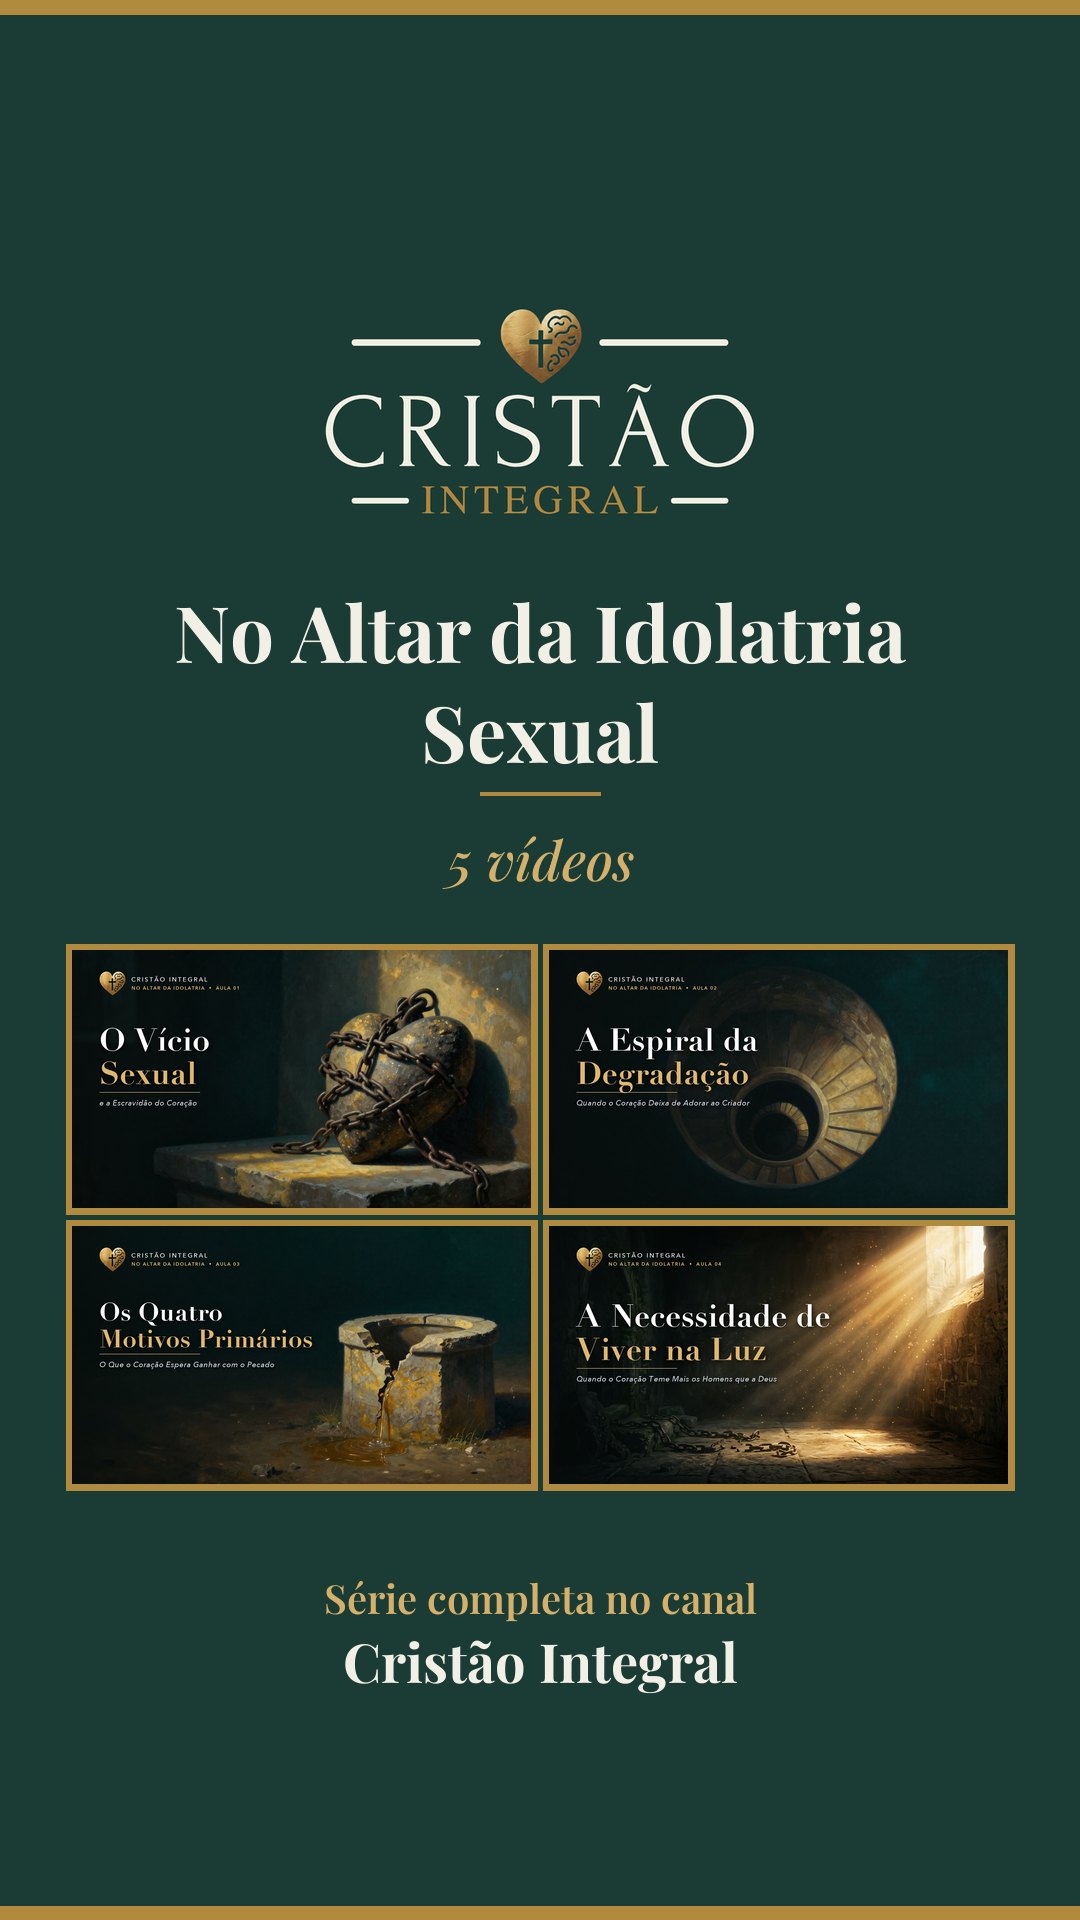 CRISTÃO
INTEGRAL
No Altar da Idolatria
Sexual
5 vídeos
CRISTÃO INTEGRAL
NO ALTAR DA IDOLATRIA • AULA 01
O Vício
Sexual
e a Escravidão do Coração
CRISTÃO INTEGRAL
NO ALTAR DA IDOLATRIA • AULA 02
A Espiral da
Degradação
Quando o Coração Deixa de Adorar ao Criador
CRISTÃO INTEGRAL
NO ALTAR DA IDOLATRIA • AULA 03
Os Quatro
Motivos Primários
O Que o Coração Espera Ganhar com o Pecado
CRISTÃO INTEGRAL
NO ALTAR DA IDOLATRIA • AULA 04
A Necessidade de
Viver na Luz
Quando o Coração Teme Mais os Homens que a Deus
Série completa no canal
Cristão Integral